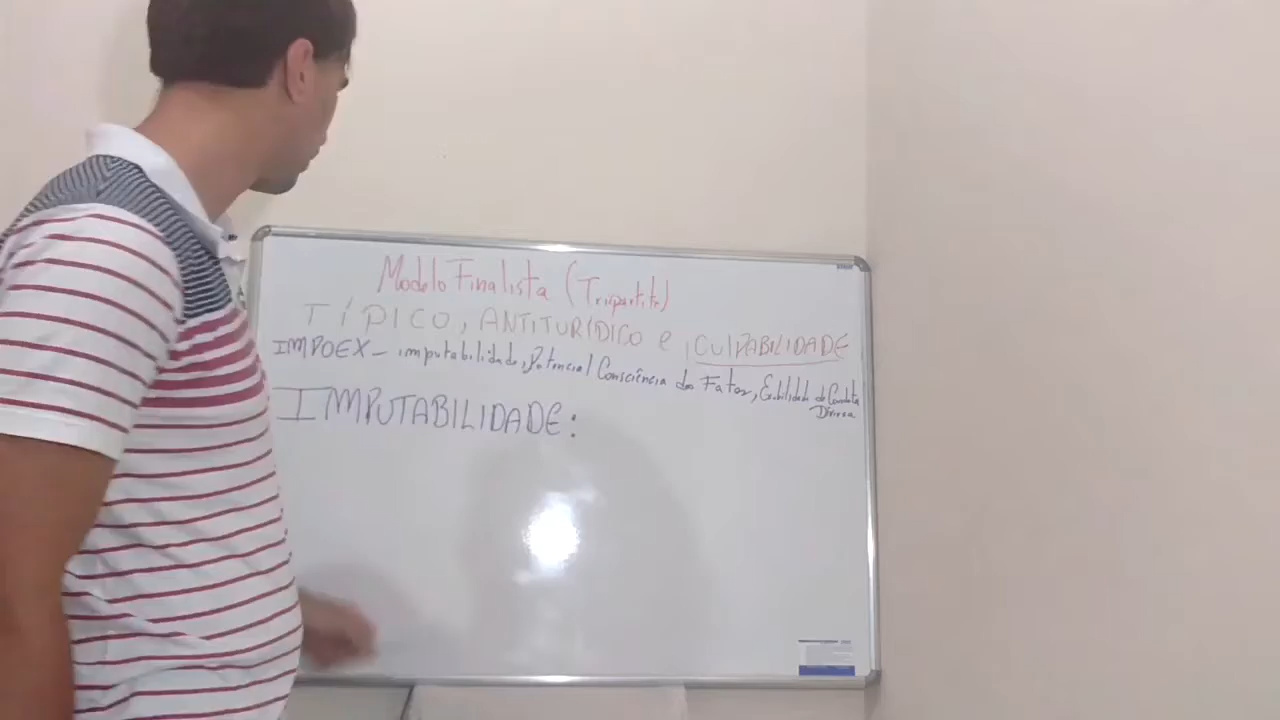 Modelo Finalista (Tripartite)
TÍPICO, ANTIJURÍDICO e CULPABILIDADE
IMPOEX - imputabilidade, Potencial Consciência dos Fatos, Exibilidade de Conduta
Diversa
IMPUTABILIDADE: